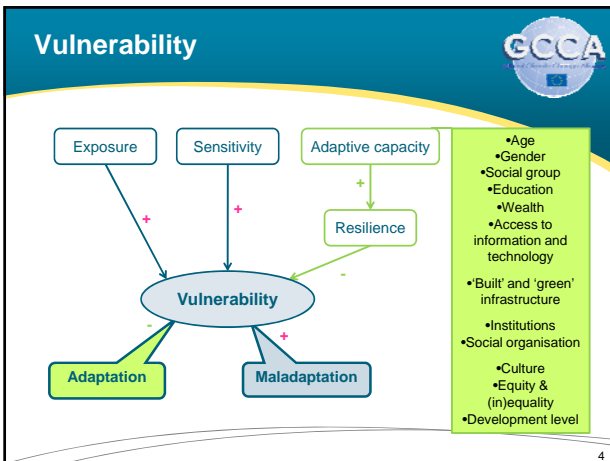 Vulnerability
GCCA
Exposure
Sensitivity
Adaptive capacity
+
+
+
Resilience
-
Vulnerability
-
+
Adaptation
Maladaptation
•Age
•Gender
•Social group
•Education
•Wealth
•Access to
information and
technology
•‘Built’ and ‘green’
infrastructure
•Institutions
•Social organisation
•Culture
•Equity &
(in)equality
•Development level
4